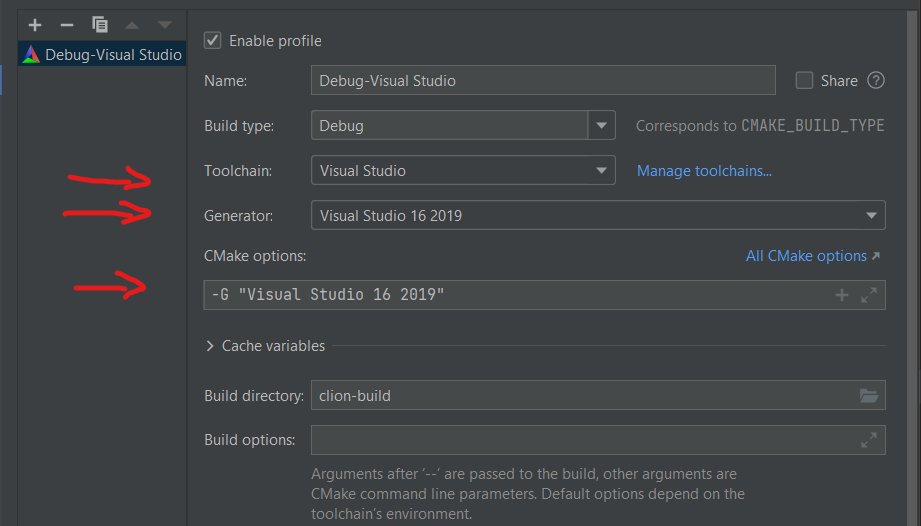 Enable profile
Debug-Visual Studio
Name: Debug-Visual Studio Share
Build type: Debug Corresponds to CMAKE_BUILD_TYPE
Toolchain: Visual Studio Manage toolchains...
Generator: Visual Studio 16 2019
CMake options: All CMake options
-G "Visual Studio 16 2019"
Cache variables
Build directory: clion-build
Build options:
Arguments after '--' are passed to the build, other arguments are
CMake command line parameters. Default options depend on the
toolchain's environment.